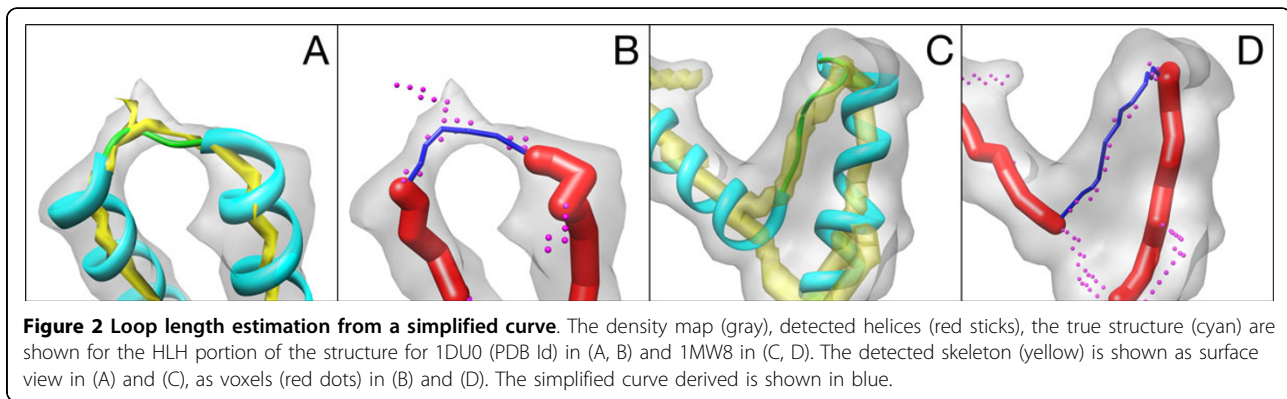 A
B
C
D
Figure 2 Loop length estimation from a simplified curve. The density map (gray), detected helices (red sticks), the true structure (cyan) are
shown for the HLH portion of the structure for 1DU0 (PDB Id) in (A, B) and 1MW8 in (C, D). The detected skeleton (yellow) is shown as surface
view in (A) and (C), as voxels (red dots) in (B) and (D). The simplified curve derived is shown in blue.